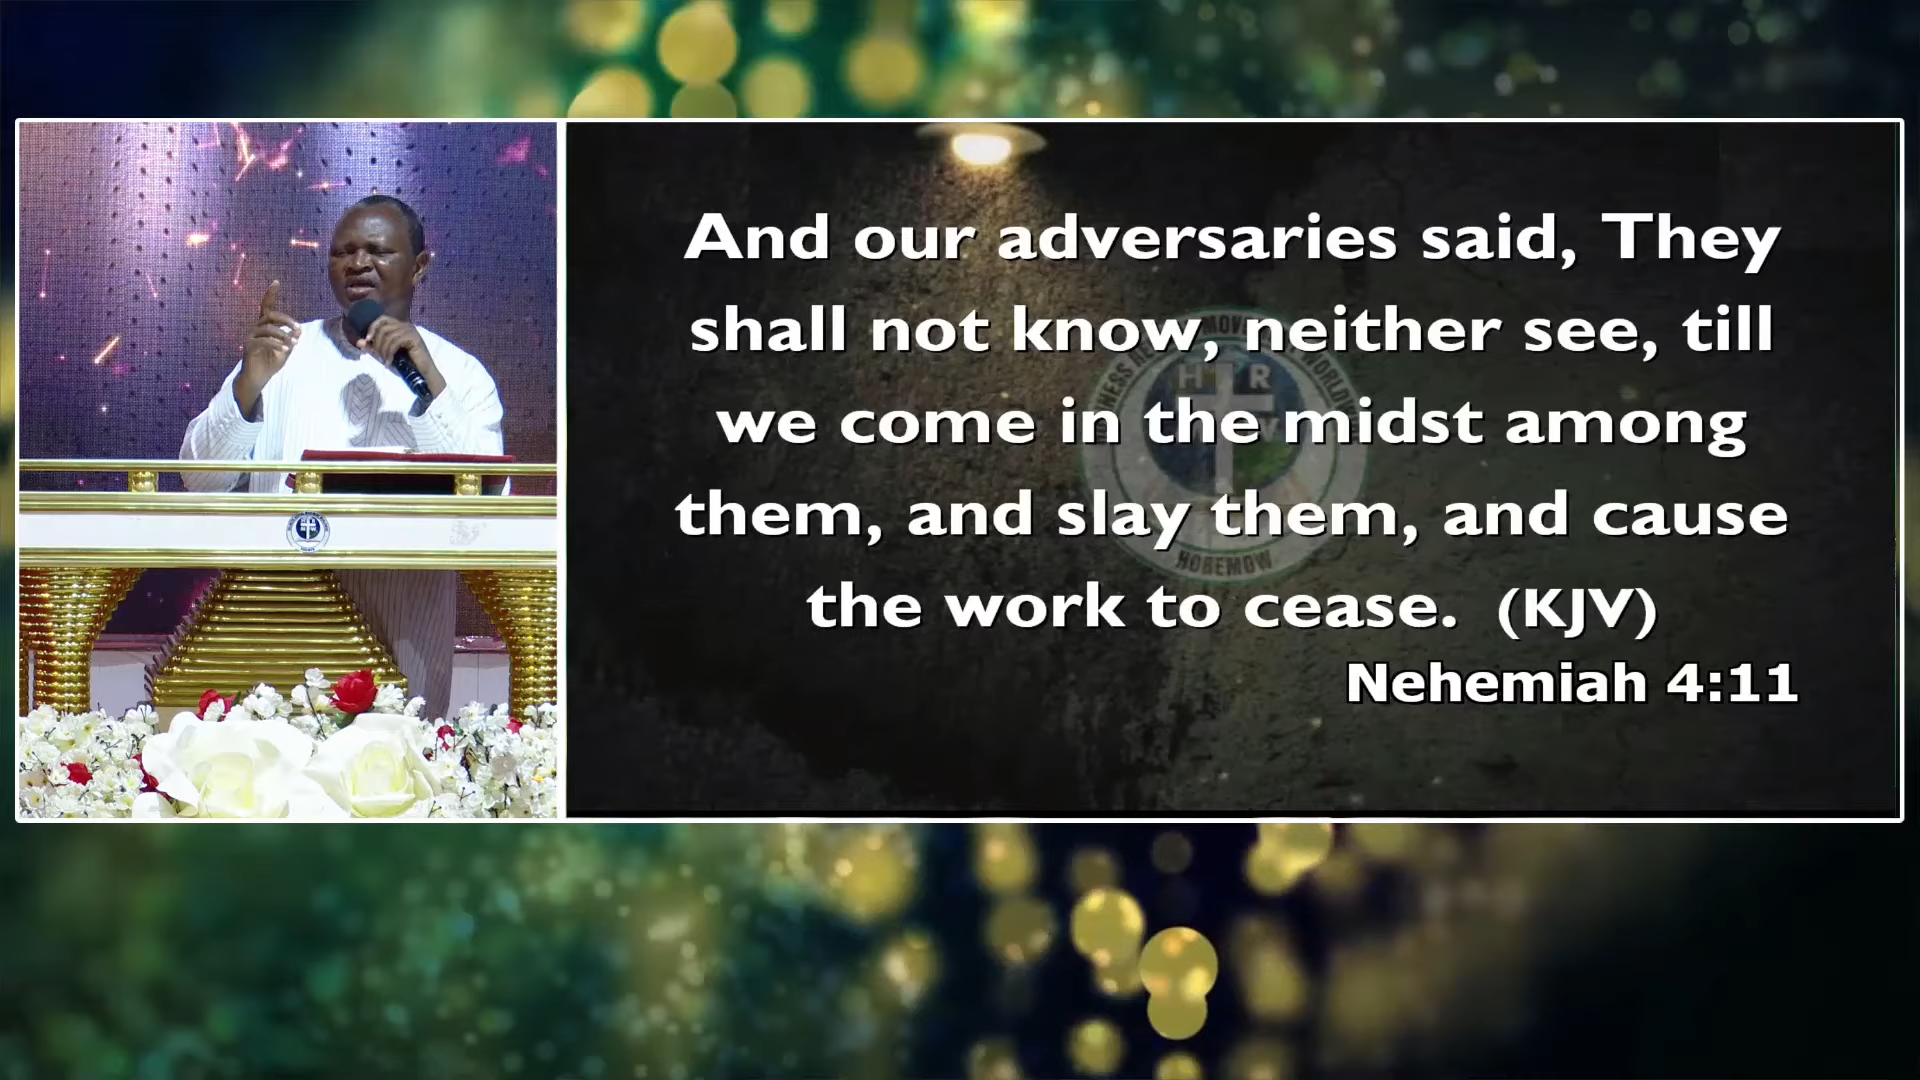 And our adversaries said, They
shall not know, neither see, till
we come in the midst among
them, and slay them, and cause
the work to cease. (KJV)
Nehemiah 4:11
HOREMOW